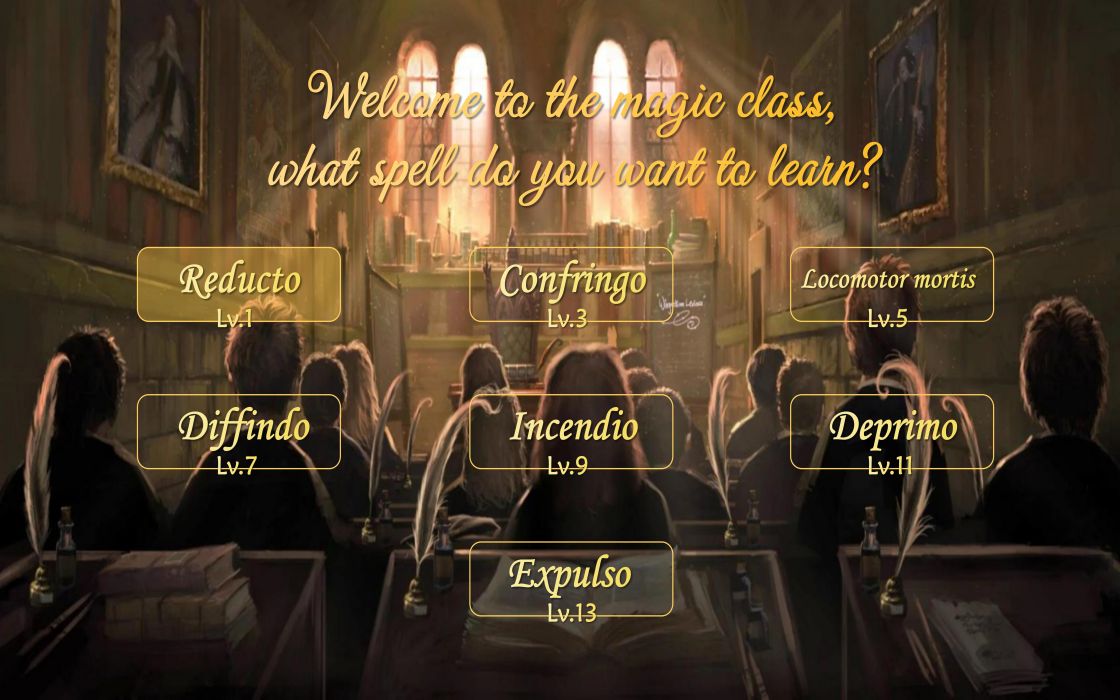 Welcome to the magic class,
what spell do you want to learn?
Reducto
Lv.1
Confringo
Lv.3
Locomotor mortis
Lv.5
Diffindo
Lv.7
Incendio
Lv.9
Deprimo
Lv.11
Expulso
Lv.13